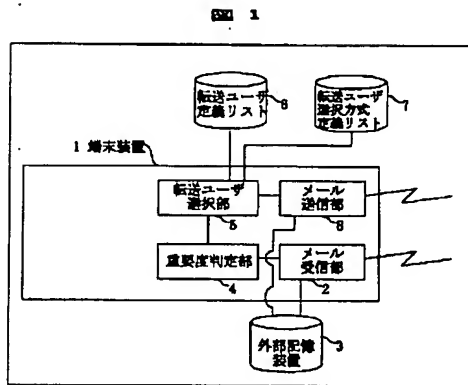 図 1
転送ユーザ
定義リスト
6
転送ユーザ
選択方式
定義リスト
7
1 端末装置
転送ユーザ
選択部
5
メール
送信部
8
重要度判定部
4
メール
受信部
2
外部記憶
装置
3